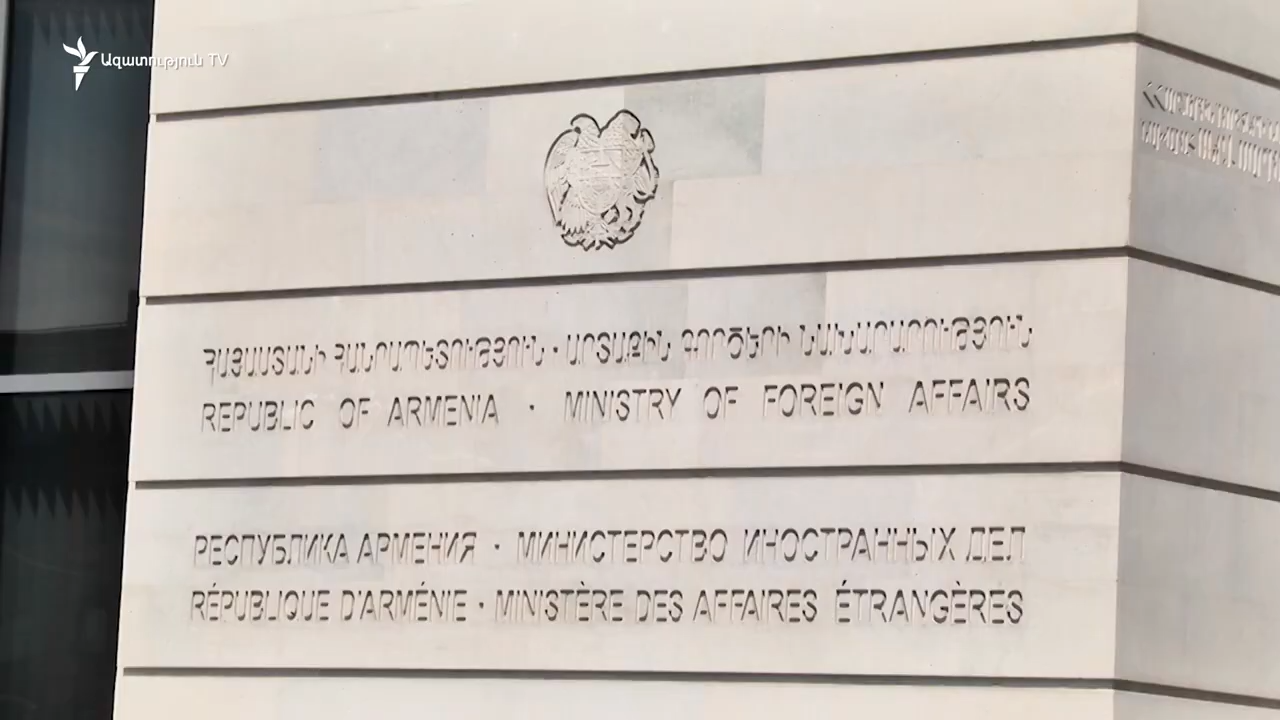 Ազատություն TV
ՀԱՅԱՍՏԱՆԻ ՀԱՆՐԱՊԵՏՈՒԹՅՈՒՆ · ԱՐՏԱՔԻՆ ԳՈՐԾԵՐԻ ՆԱԽԱՐԱՐՈՒԹՅՈՒՆ
REPUBLIC OF ARMENIA · MINISTRY OF FOREIGN AFFAIRS
РЕСПУБЛИКА АРМЕНИЯ · МИНИСТЕРСТВО ИНОСТРАННЫХ ДЕЛ
RÉPUBLIQUE D'ARMÉNIE · MINISTÈRE DES AFFAIRES ÉTRANGÈRES